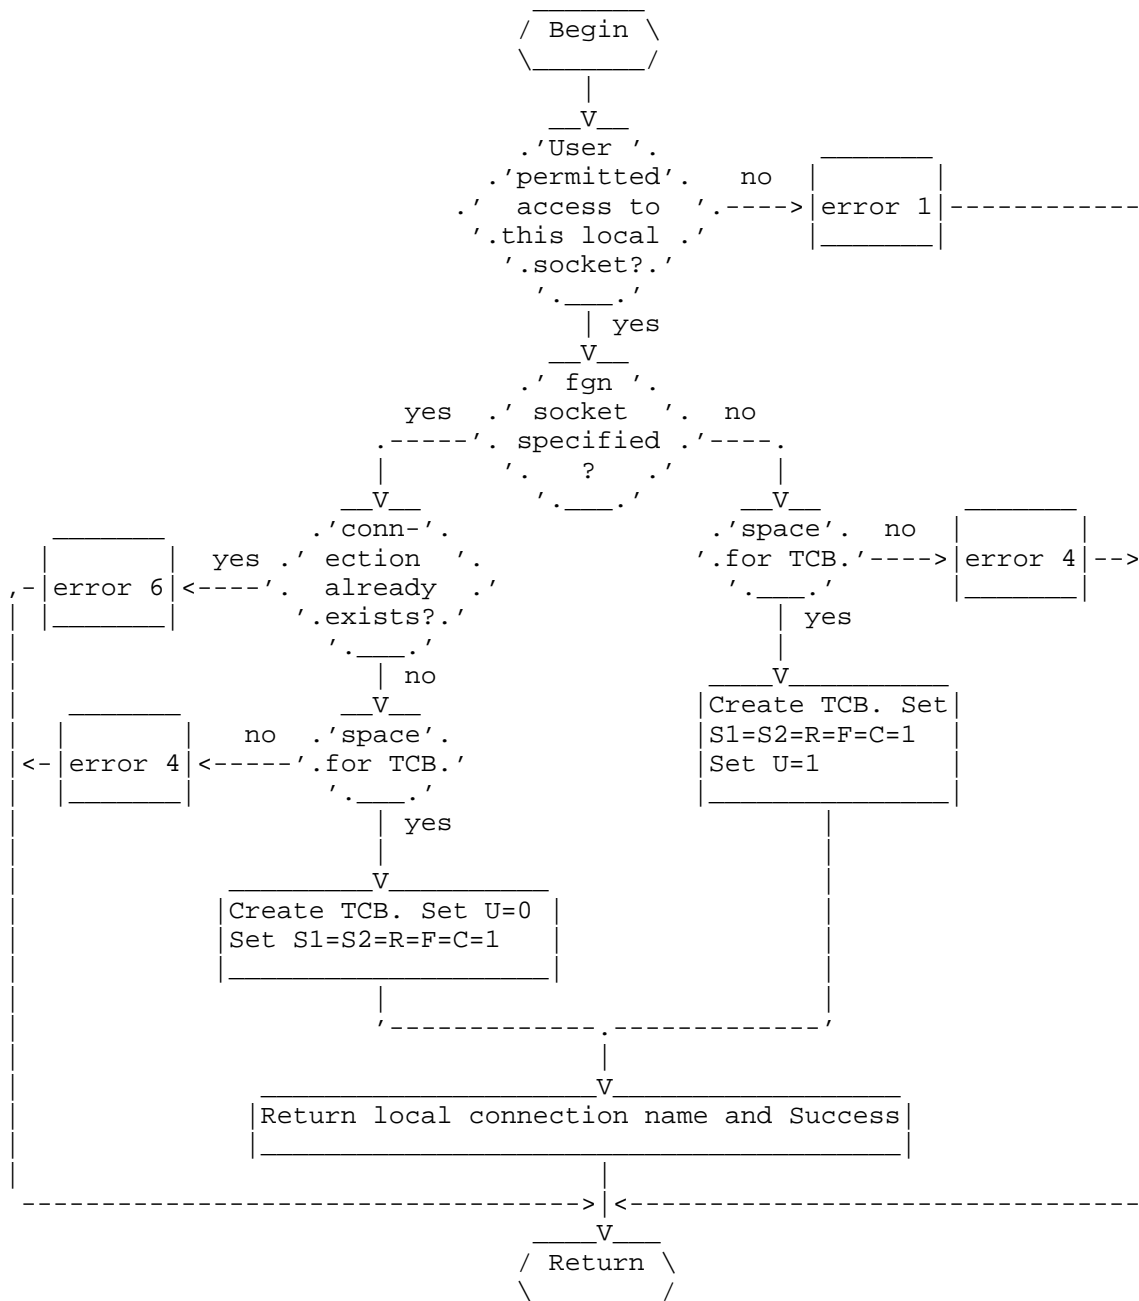 Begin
User
permitted no
access to error 1
this local
socket?
yes
fgn
yes socket no
specified
?
conn- space no
yes ection for TCB. error 4
error 6 already
exists? yes
no
Create TCB. Set
space S1=S2=R=F=C=1
no for TCB. Set U=1
error 4
yes
Create TCB. Set U=0
Set S1=S2=R=F=C=1
Return local connection name and Success
Return